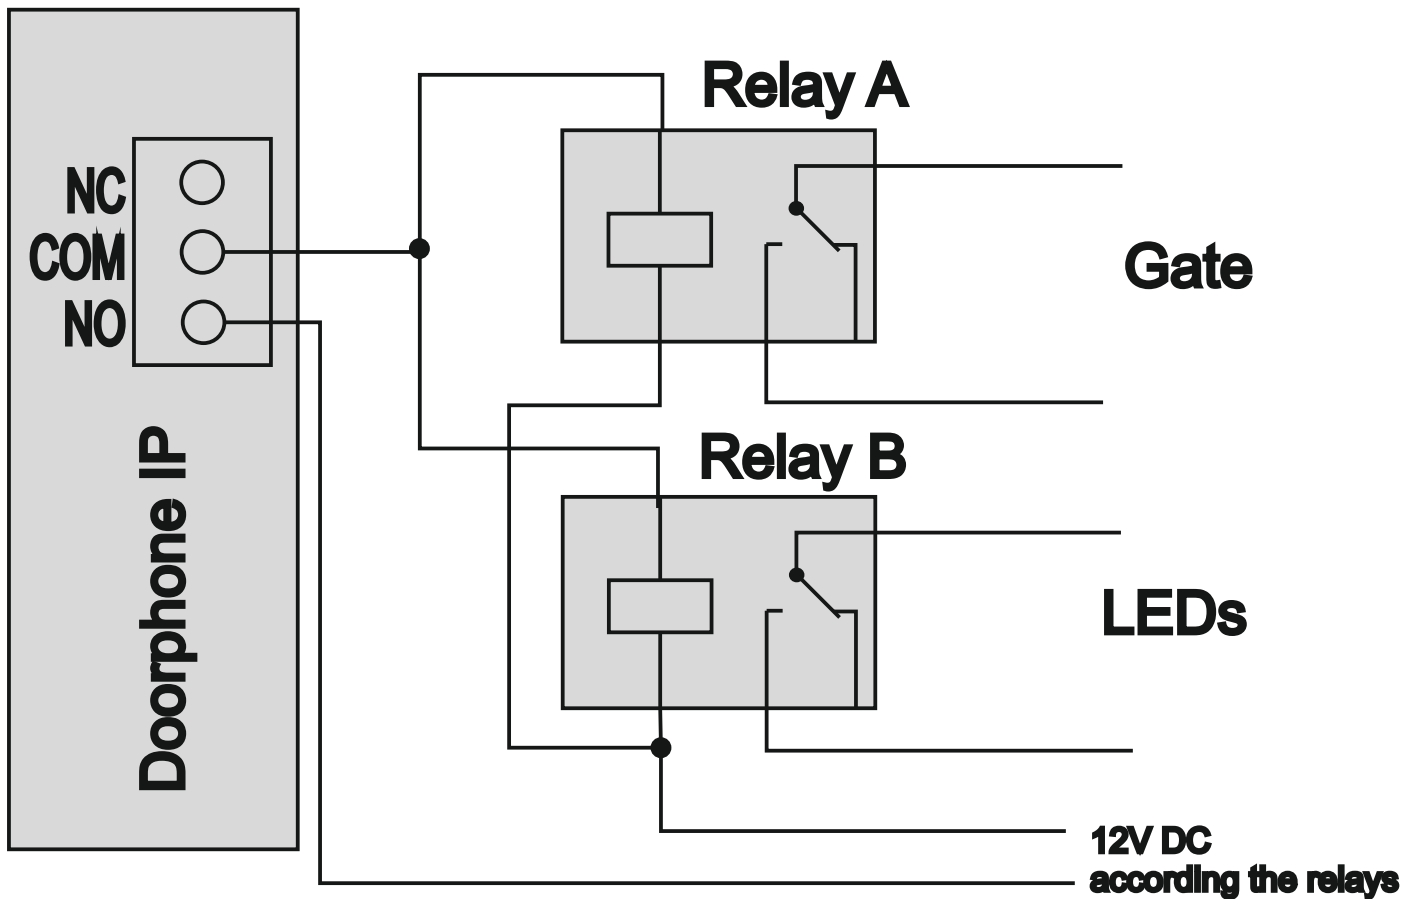 Relay A
NC
COM
NO
Gate
Doorphone IP
Relay B
LEDs
12V DC
according the relays